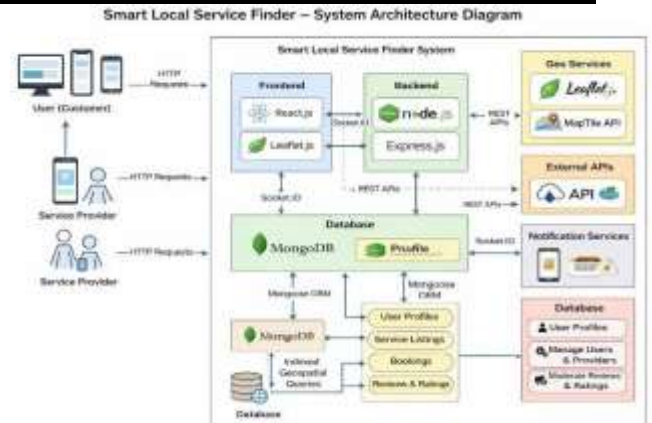 Smart Local Service Finder – System Architecture Diagram
Smart Local Service Finder System
User (Customer)
HTTP
Requests
Service Provider
HTTP Requests
Service Provider
HTTP Requests
Frontend
React.js
Leaflet.js
Socket.IO
Backend
node.js
Express.js
REST
APIs
Geo Services
Leaflet.js
MapTile API
External APIs
API
REST APIs
REST APIs
Socket.IO
Database
MongoDB
Profile
Socket.IO
Notification Services
Mongoose
ORM
MongoDB
Indexed
Geospatial
Queries
Database
User Profiles
Service Listings
Bookings
Reviews & Ratings
Database
User Profiles
Manage Users
& Providers
Moderate Reviews
& Ratings